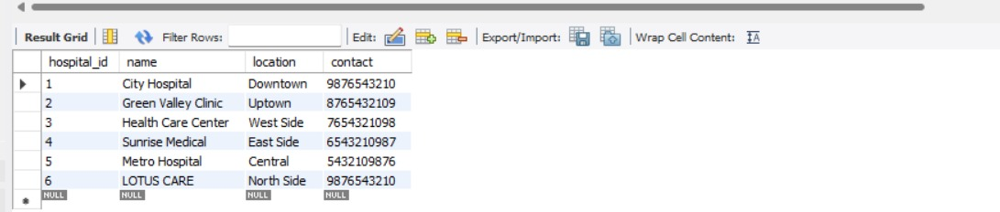 Result Grid Filter Rows: Edit: Export/Import: Wrap Cell Content:
hospital_id name location contact
1 City Hospital Downtown 9876543210
2 Green Valley Clinic Uptown 8765432109
3 Health Care Center West Side 7654321098
4 Sunrise Medical East Side 6543210987
5 Metro Hospital Central 5432109876
6 LOTUS CARE North Side 9876543210
NULL NULL NULL NULL